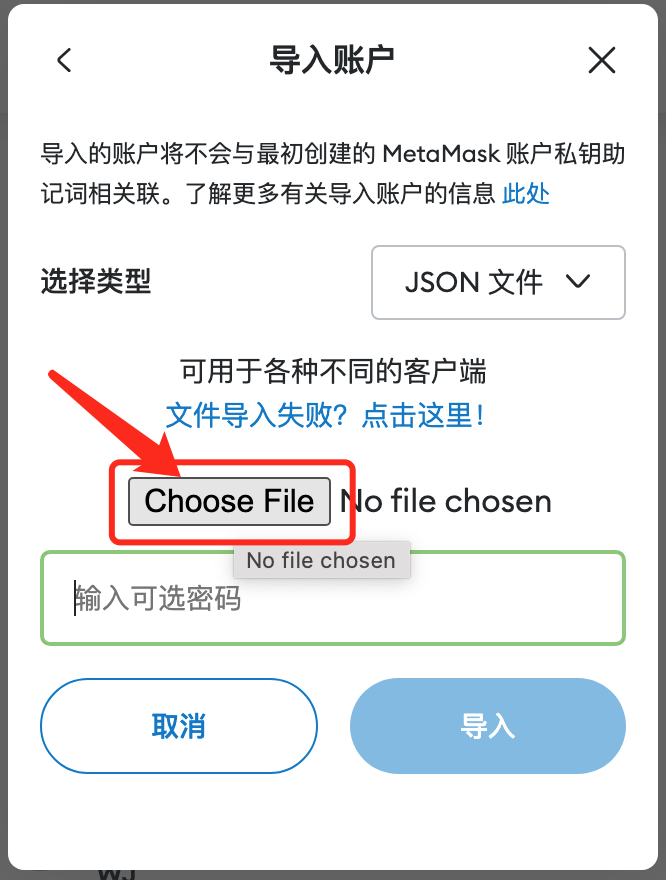 导入账户
导入的账户将不会与最初创建的 MetaMask 账户私钥助
记词相关联。了解更多有关导入账户的信息 此处
选择类型
JSON 文件
可用于各种不同的客户端
文件导入失败？点击这里！
Choose File No file chosen
No file chosen
输入可选密码
取消
导入